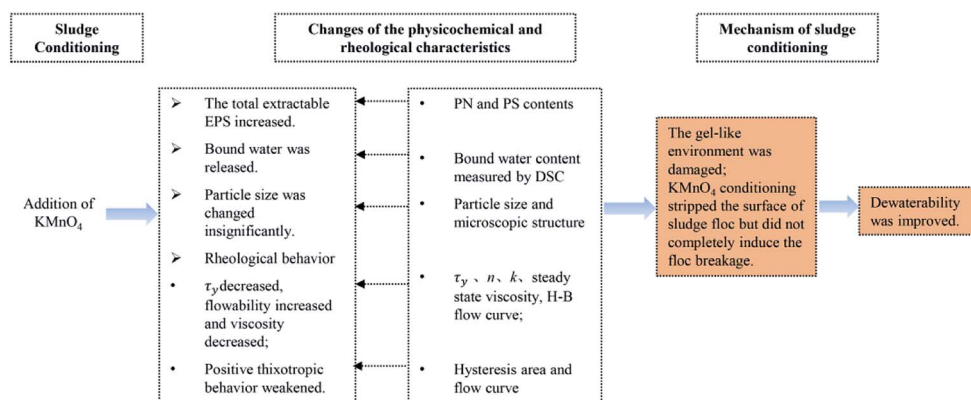 Sludge
Conditioning
Changes of the physicochemical and
rheological characteristics
Mechanism of sludge
conditioning
Addition of
KMnO₄
➢ The total extractable
EPS increased.
➢ Bound water was
released.
➢ Particle size was
changed
insignificantly.
➢ Rheological behavior
• τ_y decreased,
flowability increased
and viscosity
decreased;
• Positive thixotropic
behavior weakened.
• PN and PS contents
• Bound water content
measured by DSC
• Particle size and
microscopic structure
• τ_y 、n、k、steady
state viscosity, H-B
flow curve;
• Hysteresis area and
flow curve
The gel-like
environment was
damaged;
KMnO₄ conditioning
stripped the surface of
sludge floc but did not
completely induce the
floc breakage.
Dewaterability
was improved.